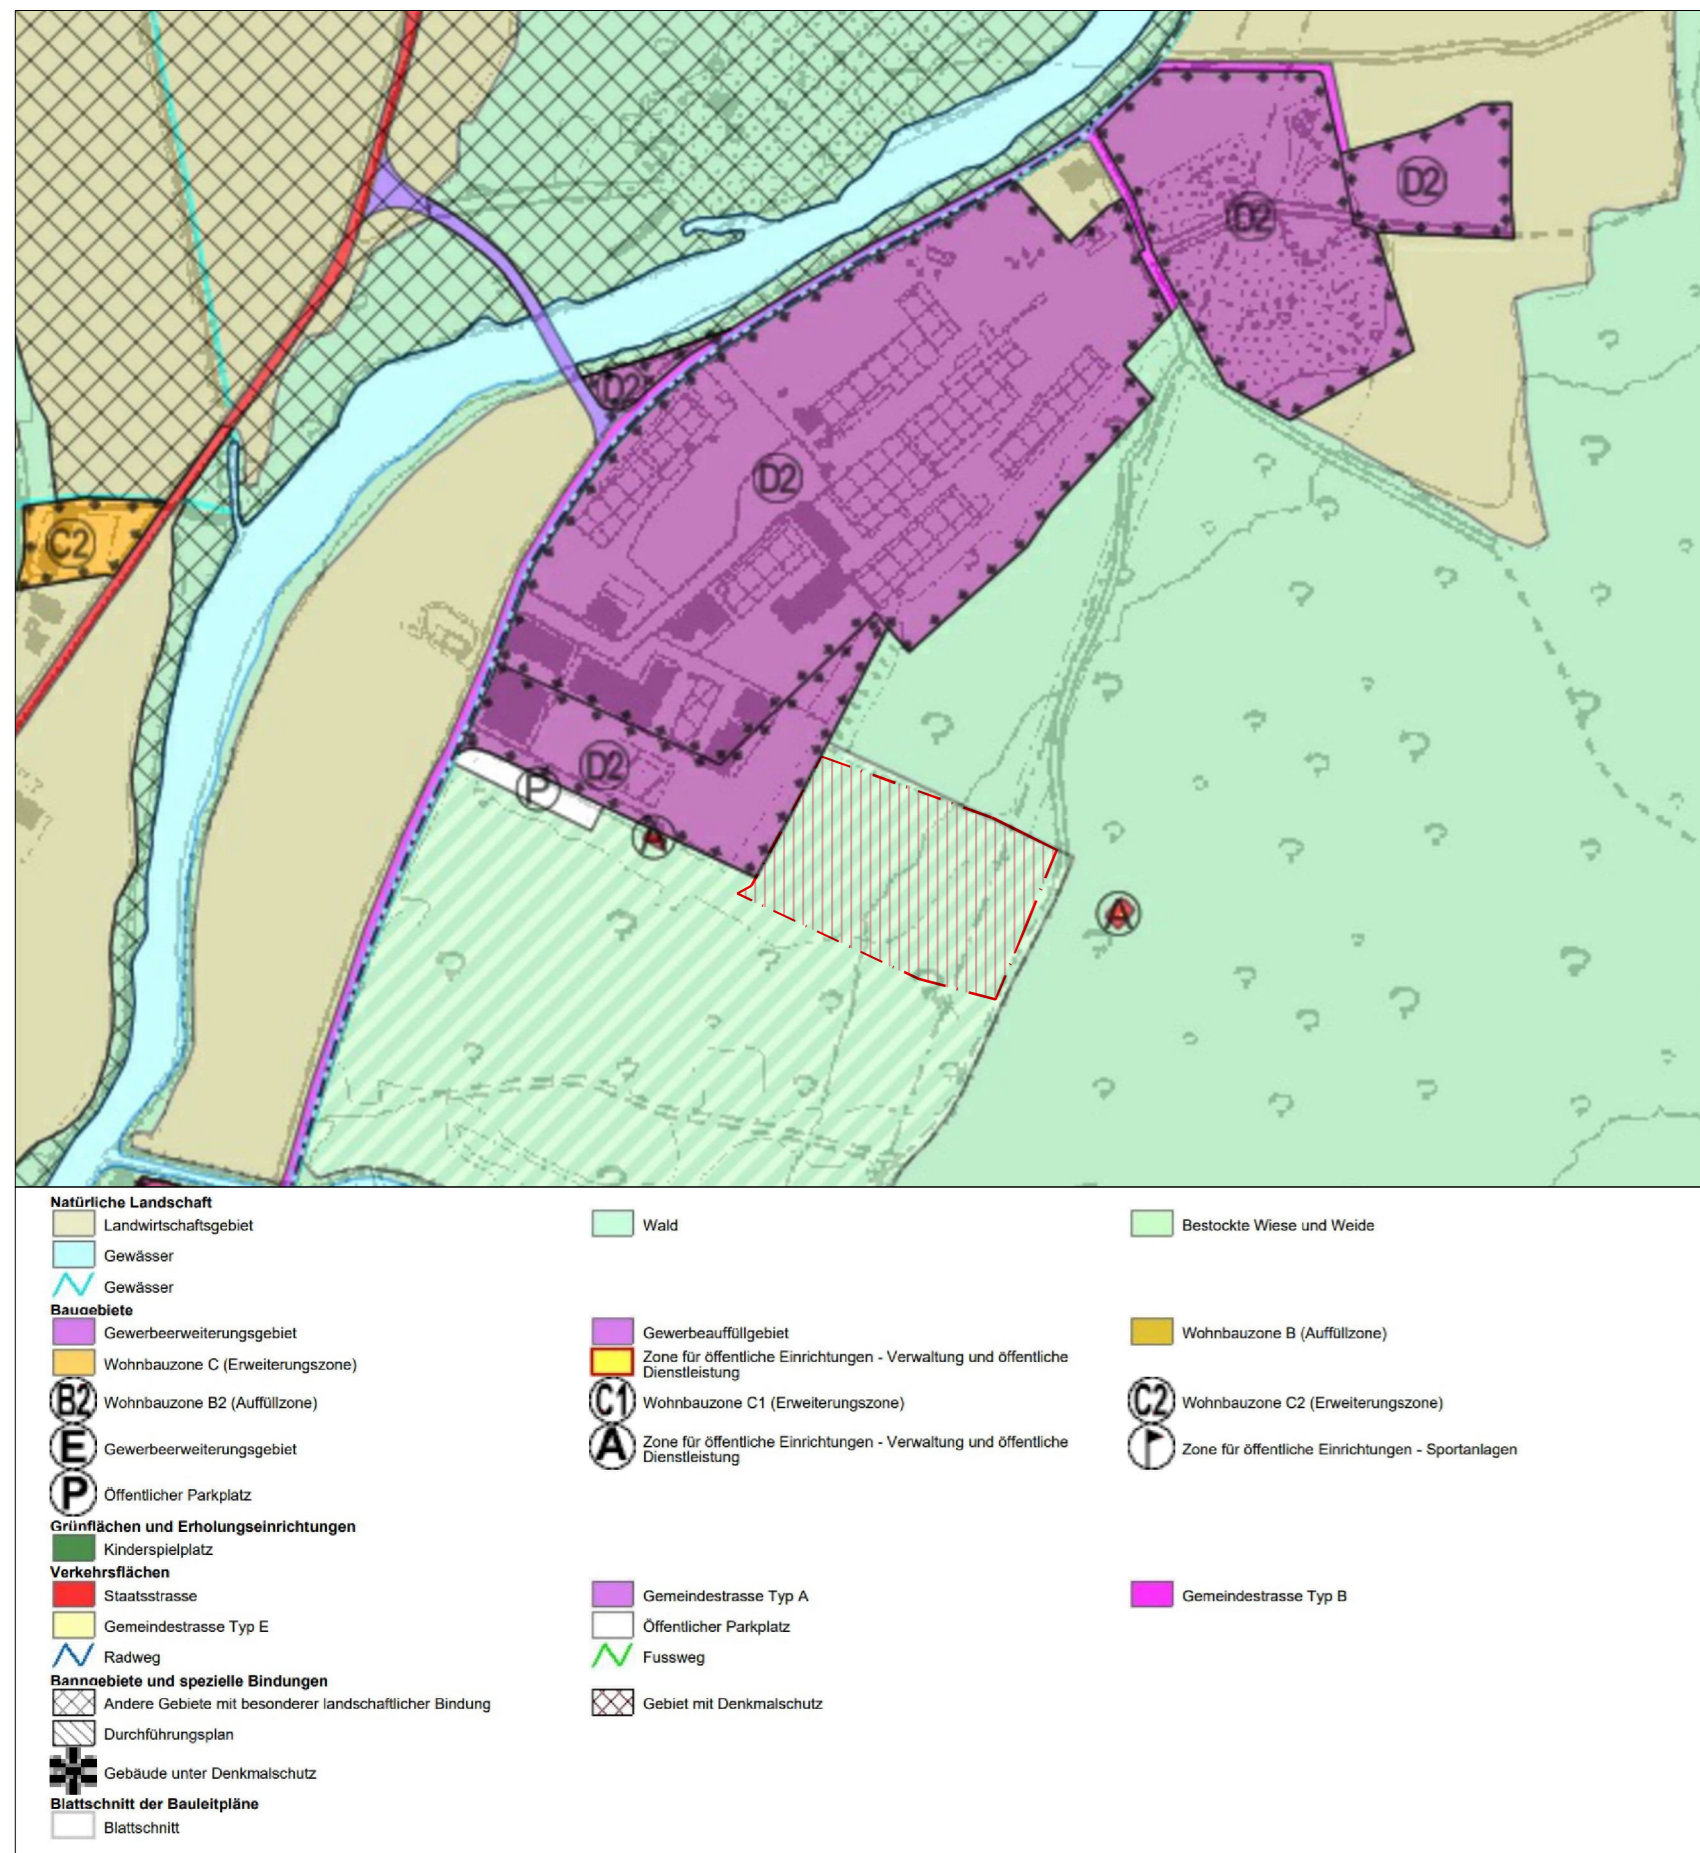 D2
D2
D2
D2
C2
D2
P
A
A
Natürliche Landschaft
Landwirtschaftsgebiet
Wald
Bestockte Wiese und Weide
Gewässer
Gewässer
Baugebiete
Gewerbeerweiterungsgebiet
Gewerbeauffüllgebiet
Wohnbauzone B (Auffüllzone)
Wohnbauzone C (Erweiterungszone)
Zone für öffentliche Einrichtungen - Verwaltung und öffentliche
Dienstleistung
B2 Wohnbauzone B2 (Auffüllzone)
C1 Wohnbauzone C1 (Erweiterungszone)
C2 Wohnbauzone C2 (Erweiterungszone)
E Gewerbeerweiterungsgebiet
A Zone für öffentliche Einrichtungen - Verwaltung und öffentliche
Dienstleistung
Zone für öffentliche Einrichtungen - Sportanlagen
P Öffentlicher Parkplatz
Grünflächen und Erholungseinrichtungen
Kinderspielplatz
Verkehrsflächen
Staatsstrasse
Gemeindestrasse Typ A
Gemeindestrasse Typ B
Gemeindestrasse Typ E
Öffentlicher Parkplatz
Radweg
Fussweg
Banngebiete und spezielle Bindungen
Andere Gebiete mit besonderer landschaftlicher Bindung
Gebiet mit Denkmalschutz
Durchführungsplan
Gebäude unter Denkmalschutz
Blattschnitt der Bauleitpläne
Blattschnitt